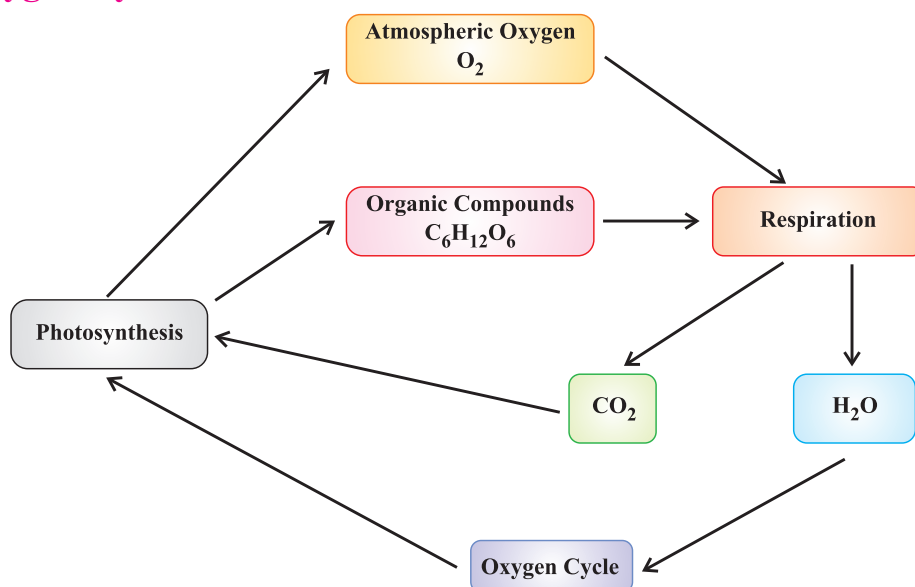 Atmospheric Oxygen
O₂
Organic Compounds
C₆H₁₂O₆
Respiration
Photosynthesis
CO₂
H₂O
Oxygen Cycle